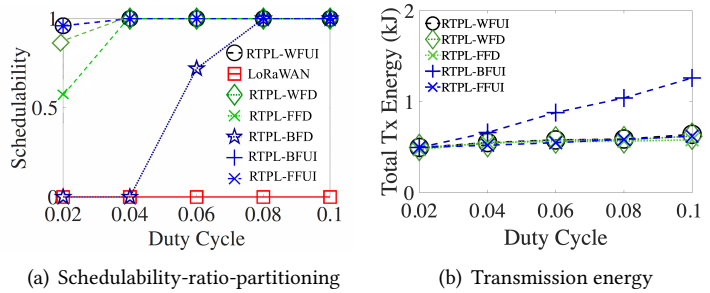 1
0.5
0
Schedulability
0.02 0.04 0.06 0.08 0.1
Duty Cycle
RTPL-WFUI
LoRaWAN
RTPL-WFD
RTPL-FFD
RTPL-BFD
RTPL-BFUI
RTPL-FFUI
(a) Schedulability-ratio-partitioning
2
1
0
Total Tx Energy (kJ)
RTPL-WFUI
RTPL-WFD
RTPL-FFD
RTPL-BFUI
RTPL-FFUI
0.02 0.04 0.06 0.08 0.1
Duty Cycle
(b) Transmission energy